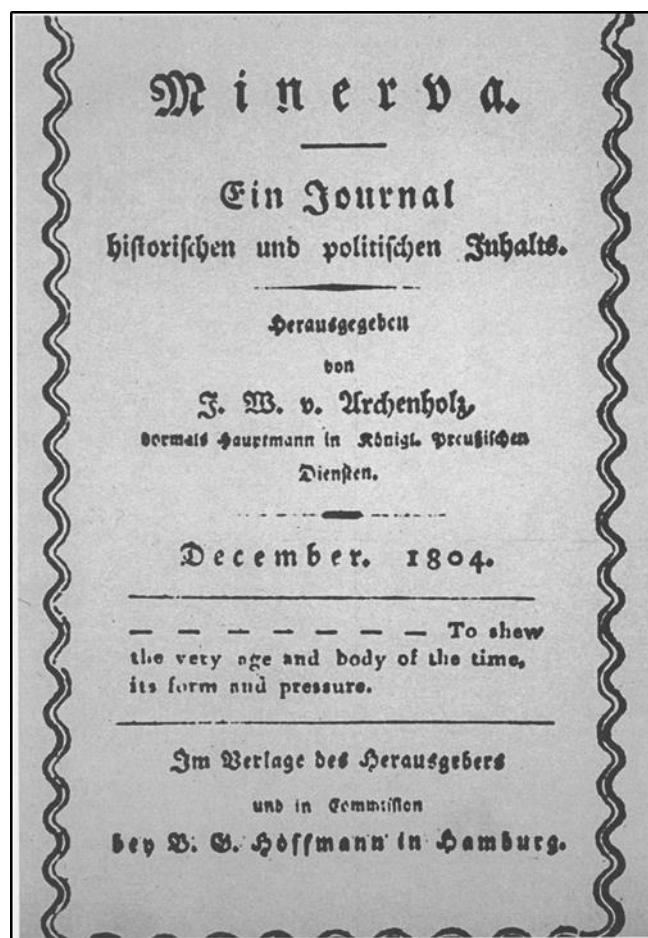 Minerva.
Ein Journal
historischen und politischen Inhalts.
Herausgegeben
von
J. W. v. Archenholz,
vormals Hauptmann in Königl. Preußischen
Diensten.
December. 1804.
— — — — — — — To shew
the very age and body of the time,
its form and pressure.
Im Verlage des Herausgebers
und in Commission
bey B. G. Hoffmann in Hamburg.